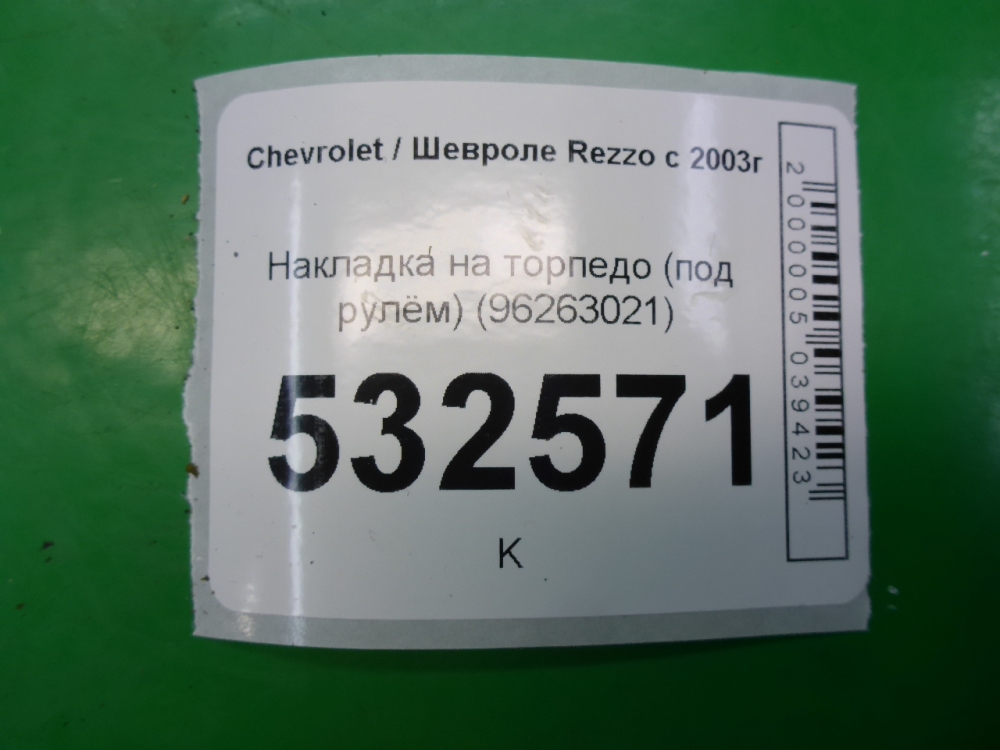 Chevrolet / Шевроле Rezzo с 2003г
Накладка на торпедо (под
рулём) (96263021)
532571
К
2 000005 039423